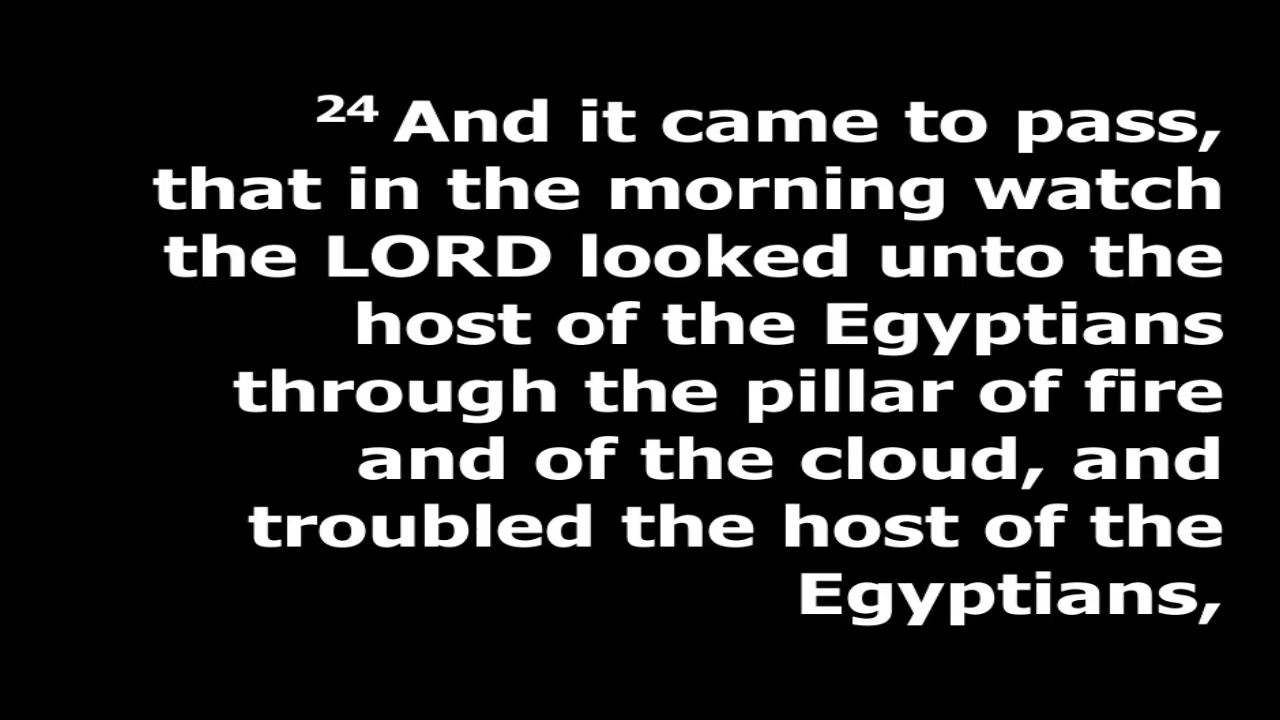 24 And it came to pass,
that in the morning watch
the LORD looked unto the
host of the Egyptians
through the pillar of fire
and of the cloud, and
troubled the host of the
Egyptians,